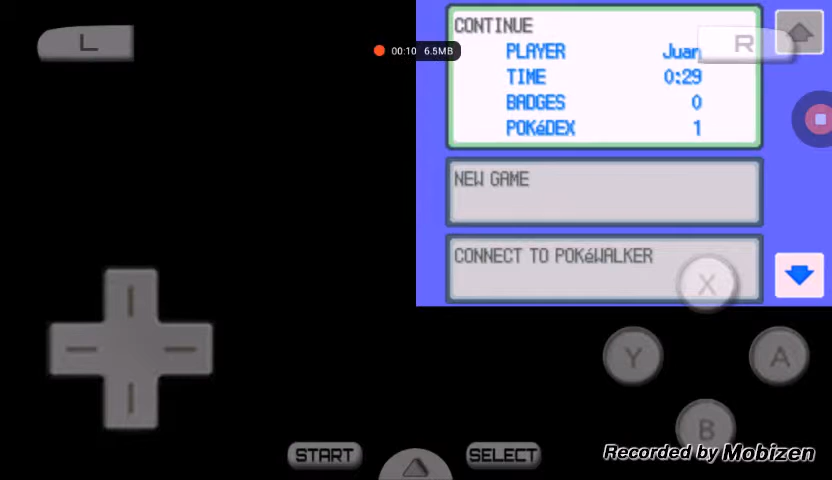 L
00:10 6.5MB
CONTINUE
PLAYER Juan
TIME 0:29
BADGES 0
POKéDEX 1
R
NEW GAME
CONNECT TO POKéWALKER
X
Y
A
B
START
SELECT
Recorded by Mobizen